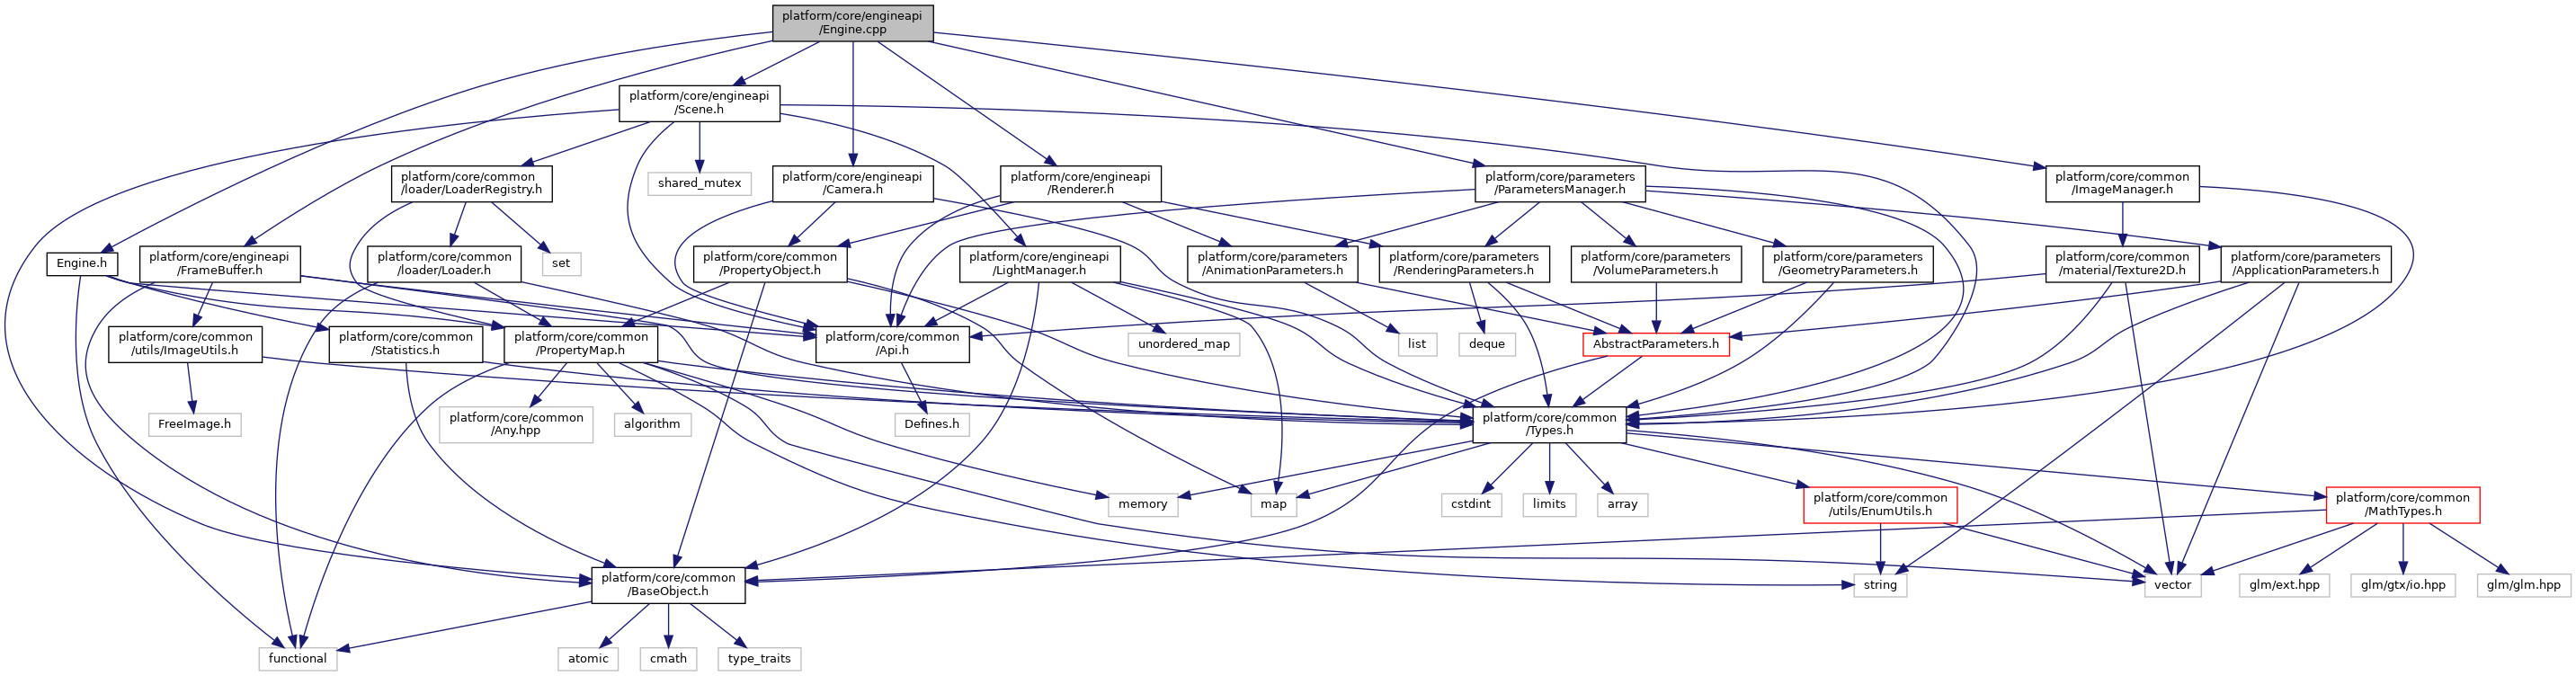 platform/core/engineapi
/Engine.cpp
platform/core/engineapi
/Scene.h
platform/core/common
/loader/LoaderRegistry.h
shared_mutex
platform/core/engineapi
/Camera.h
platform/core/engineapi
/Renderer.h
platform/core/parameters
/ParametersManager.h
platform/core/common
/ImageManager.h
Engine.h
platform/core/engineapi
/FrameBuffer.h
platform/core/common
/loader/Loader.h
set
platform/core/common
/PropertyObject.h
platform/core/engineapi
/LightManager.h
platform/core/parameters
/AnimationParameters.h
platform/core/parameters
/RenderingParameters.h
platform/core/parameters
/VolumeParameters.h
platform/core/parameters
/GeometryParameters.h
platform/core/common
/material/Texture2D.h
platform/core/parameters
/ApplicationParameters.h
platform/core/common
/utils/ImageUtils.h
platform/core/common
/Statistics.h
platform/core/common
/PropertyMap.h
platform/core/common
/Api.h
unordered_map
list
deque
AbstractParameters.h
FreeImage.h
platform/core/common
/Any.hpp
algorithm
Defines.h
platform/core/common
/Types.h
memory
map
cstdint
limits
array
platform/core/common
/utils/EnumUtils.h
platform/core/common
/MathTypes.h
platform/core/common
/BaseObject.h
string
vector
glm/ext.hpp
glm/gtx/io.hpp
glm/glm.hpp
functional
atomic
cmath
type_traits